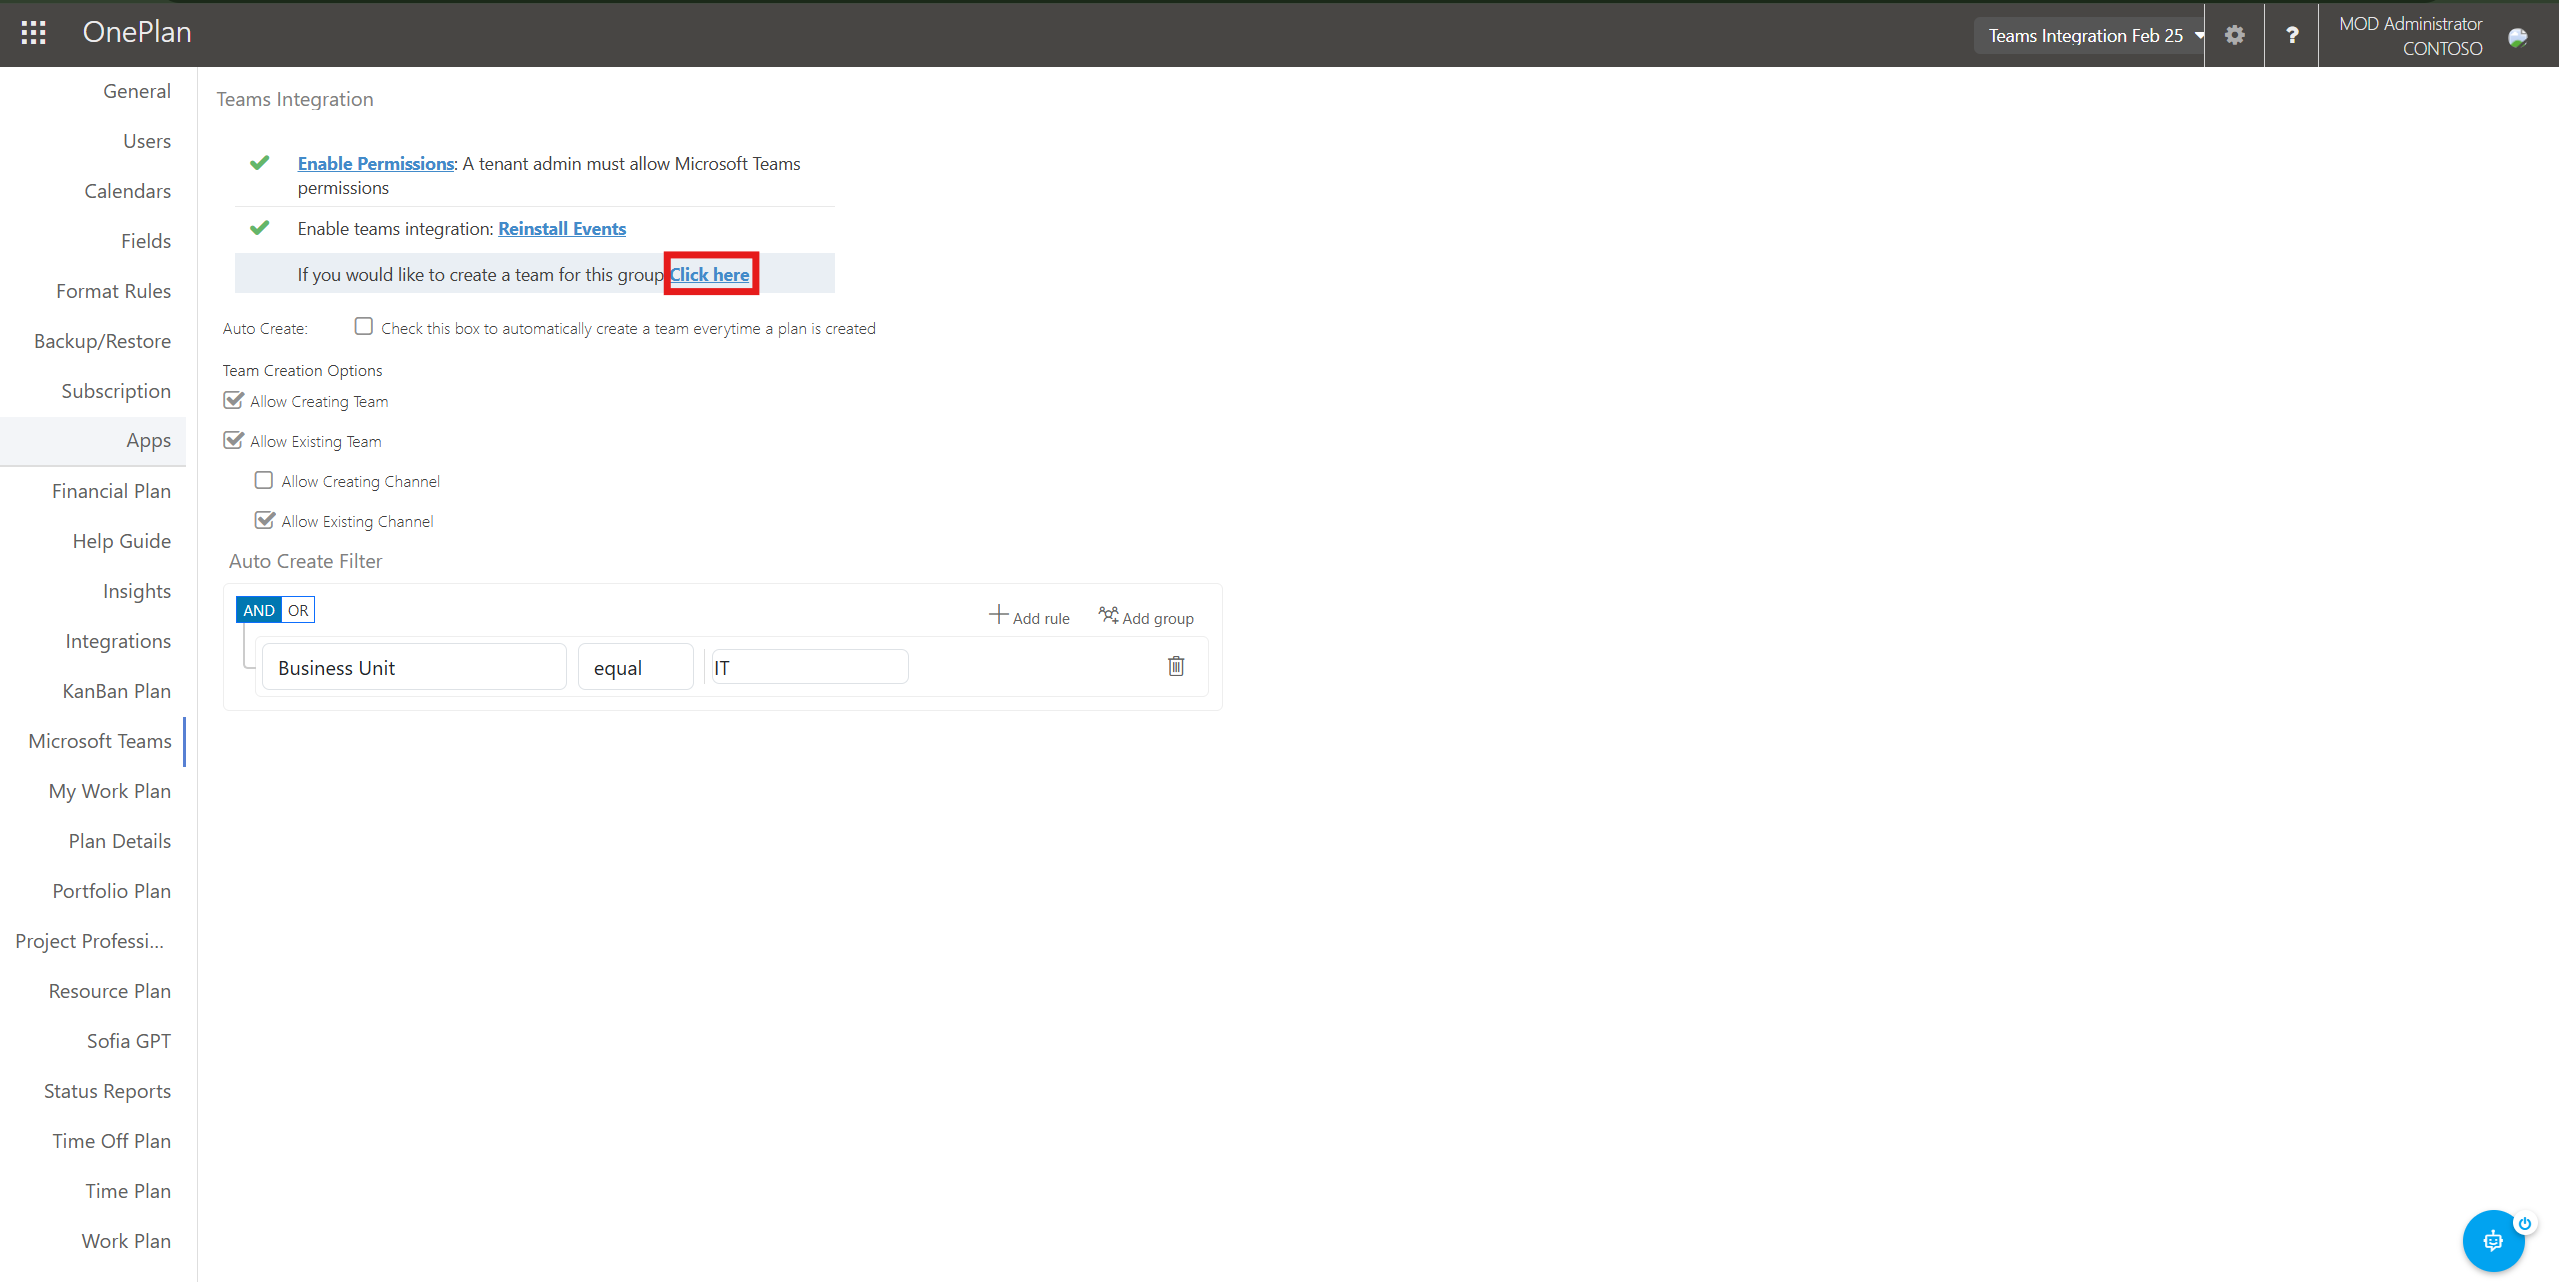 OnePlan
Teams Integration Feb 25
?
MOD Administrator
CONTOSO
General
Users
Calendars
Fields
Format Rules
Backup/Restore
Subscription
Apps
Financial Plan
Help Guide
Insights
Integrations
KanBan Plan
Microsoft Teams
My Work Plan
Plan Details
Portfolio Plan
Project Professi...
Resource Plan
Sofia GPT
Status Reports
Time Off Plan
Time Plan
Work Plan
Teams Integration
Enable Permissions: A tenant admin must allow Microsoft Teams
permissions
Enable teams integration: Reinstall Events
If you would like to create a team for this group Click here
Auto Create: Check this box to automatically create a team everytime a plan is created
Team Creation Options
Allow Creating Team
Allow Existing Team
Allow Creating Channel
Allow Existing Channel
Auto Create Filter
AND OR
Add rule Add group
Business Unit equal IT